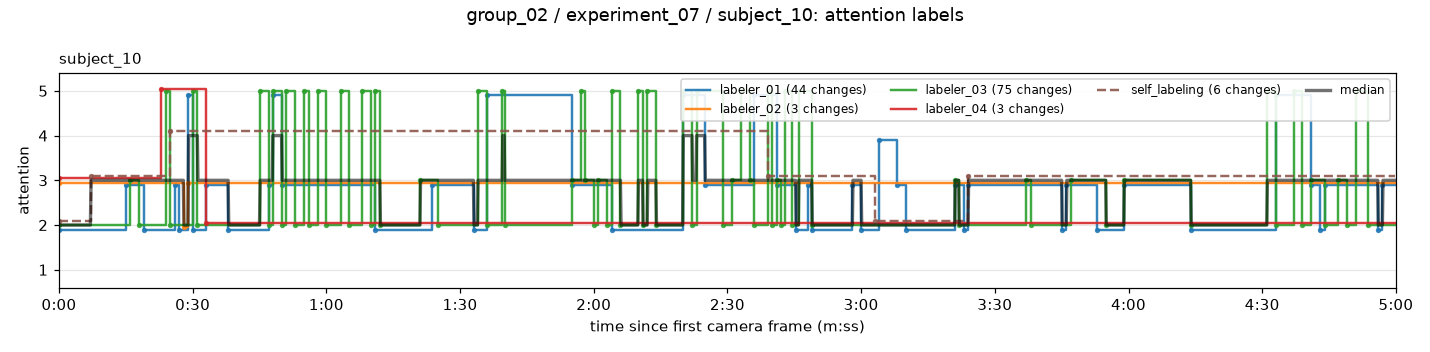 group_02 / experiment_07 / subject_10: attention labels
subject_10
labeler_01 (44 changes)
labeler_02 (3 changes)
labeler_03 (75 changes)
labeler_04 (3 changes)
self_labeling (6 changes)
median
attention
5
4
3
2
1
0:00 0:30 1:00 1:30 2:00 2:30 3:00 3:30 4:00 4:30 5:00
time since first camera frame (m:ss)